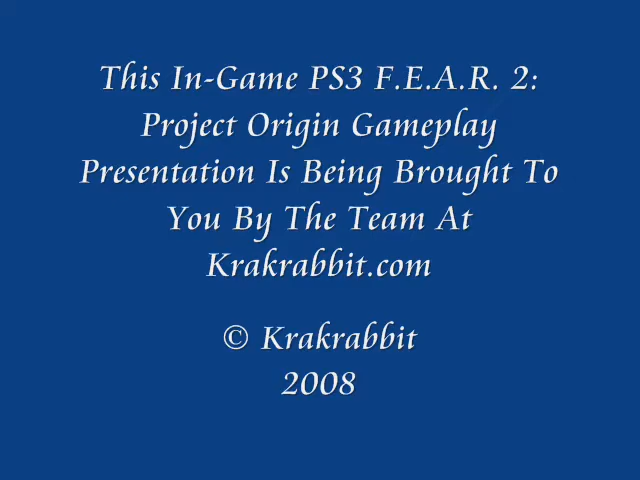 This In-Game PS3 F.E.A.R. 2:
Project Origin Gameplay
Presentation Is Being Brought To
You By The Team At
Krakrabbit.com
© Krakrabbit
2008